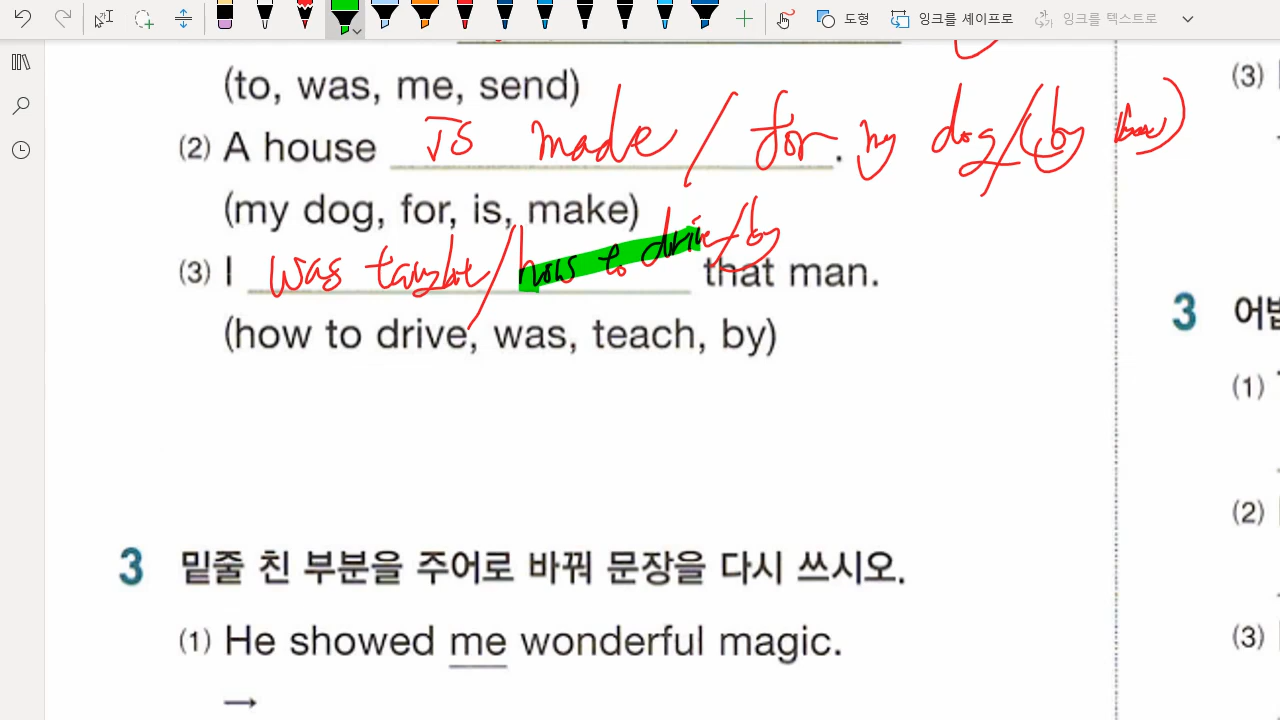 도형 잉크를 셰이프로 잉크를 텍스트로
(to, was, me, send)
(2) A house is made / for my dog / (by
(my dog, for, is, make)
(3) I was taught / how to drive / by that man.
(how to drive, was, teach, by)
3 밑줄 친 부분을 주어로 바꿔 문장을 다시 쓰시오.
(1) He showed me wonderful magic.
→
(3)
3
(1)
(2)
(3)